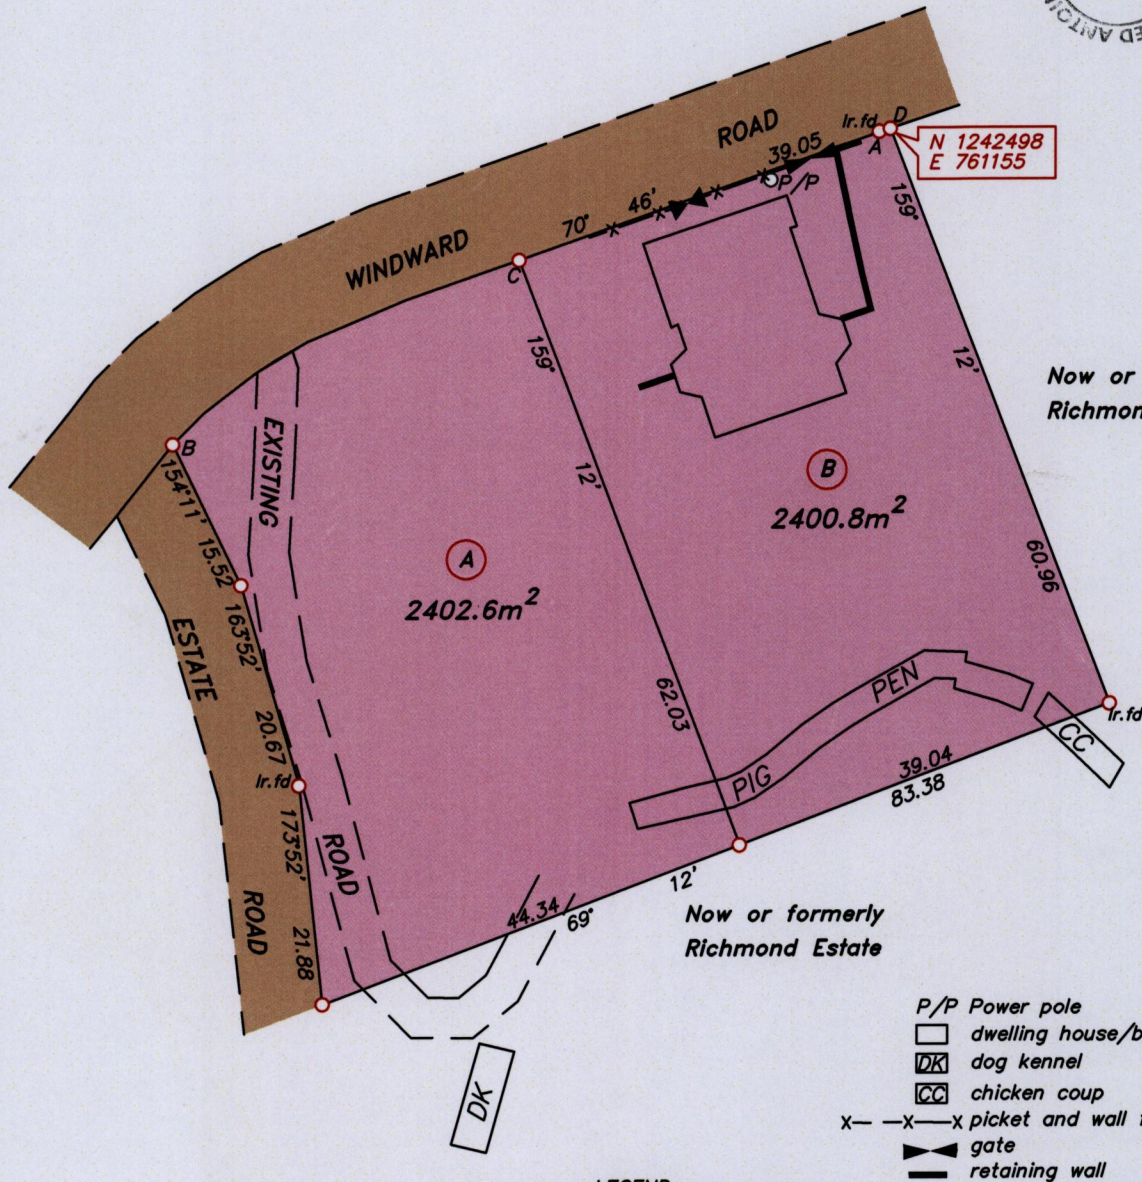 WINDWARD ROAD
Ir.fd
A
D
N 1242498
E 761155
39.05
P/P
70° 46'
C
159° 12' 60.96
159° 12' 62.03
Now or
Richmon
B
154°11' 15.52
163°52' 20.67
Ir.fd
173°52' 21.88
EXISTING ROAD
ESTATE ROAD
A
2402.6m²
B
2400.8m²
PIG PEN
CC
Ir.fd
39.04
83.38
44.34
69° 12'
Now or formerly
Richmond Estate
DK
P/P Power pole
dwelling house/b
DK dog kennel
CC chicken coup
x— —x—x picket and wall
gate
retaining wall